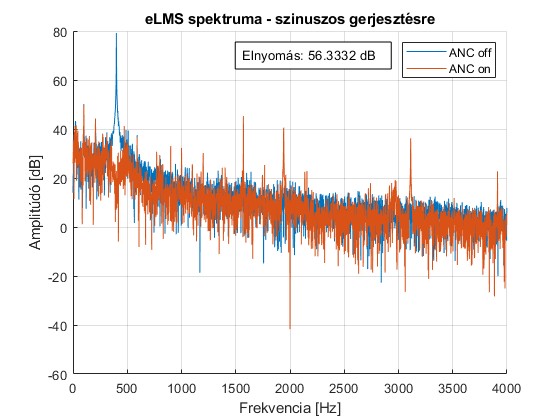 eLMS spektruma - szinuszos gerjesztésre
Elnyomás: 56.3332 dB
ANC off
ANC on
80
60
40
20
0
-20
-40
-60
Amplitúdó [dB]
0
500
1000
1500
2000
2500
3000
3500
4000
Frekvencia [Hz]